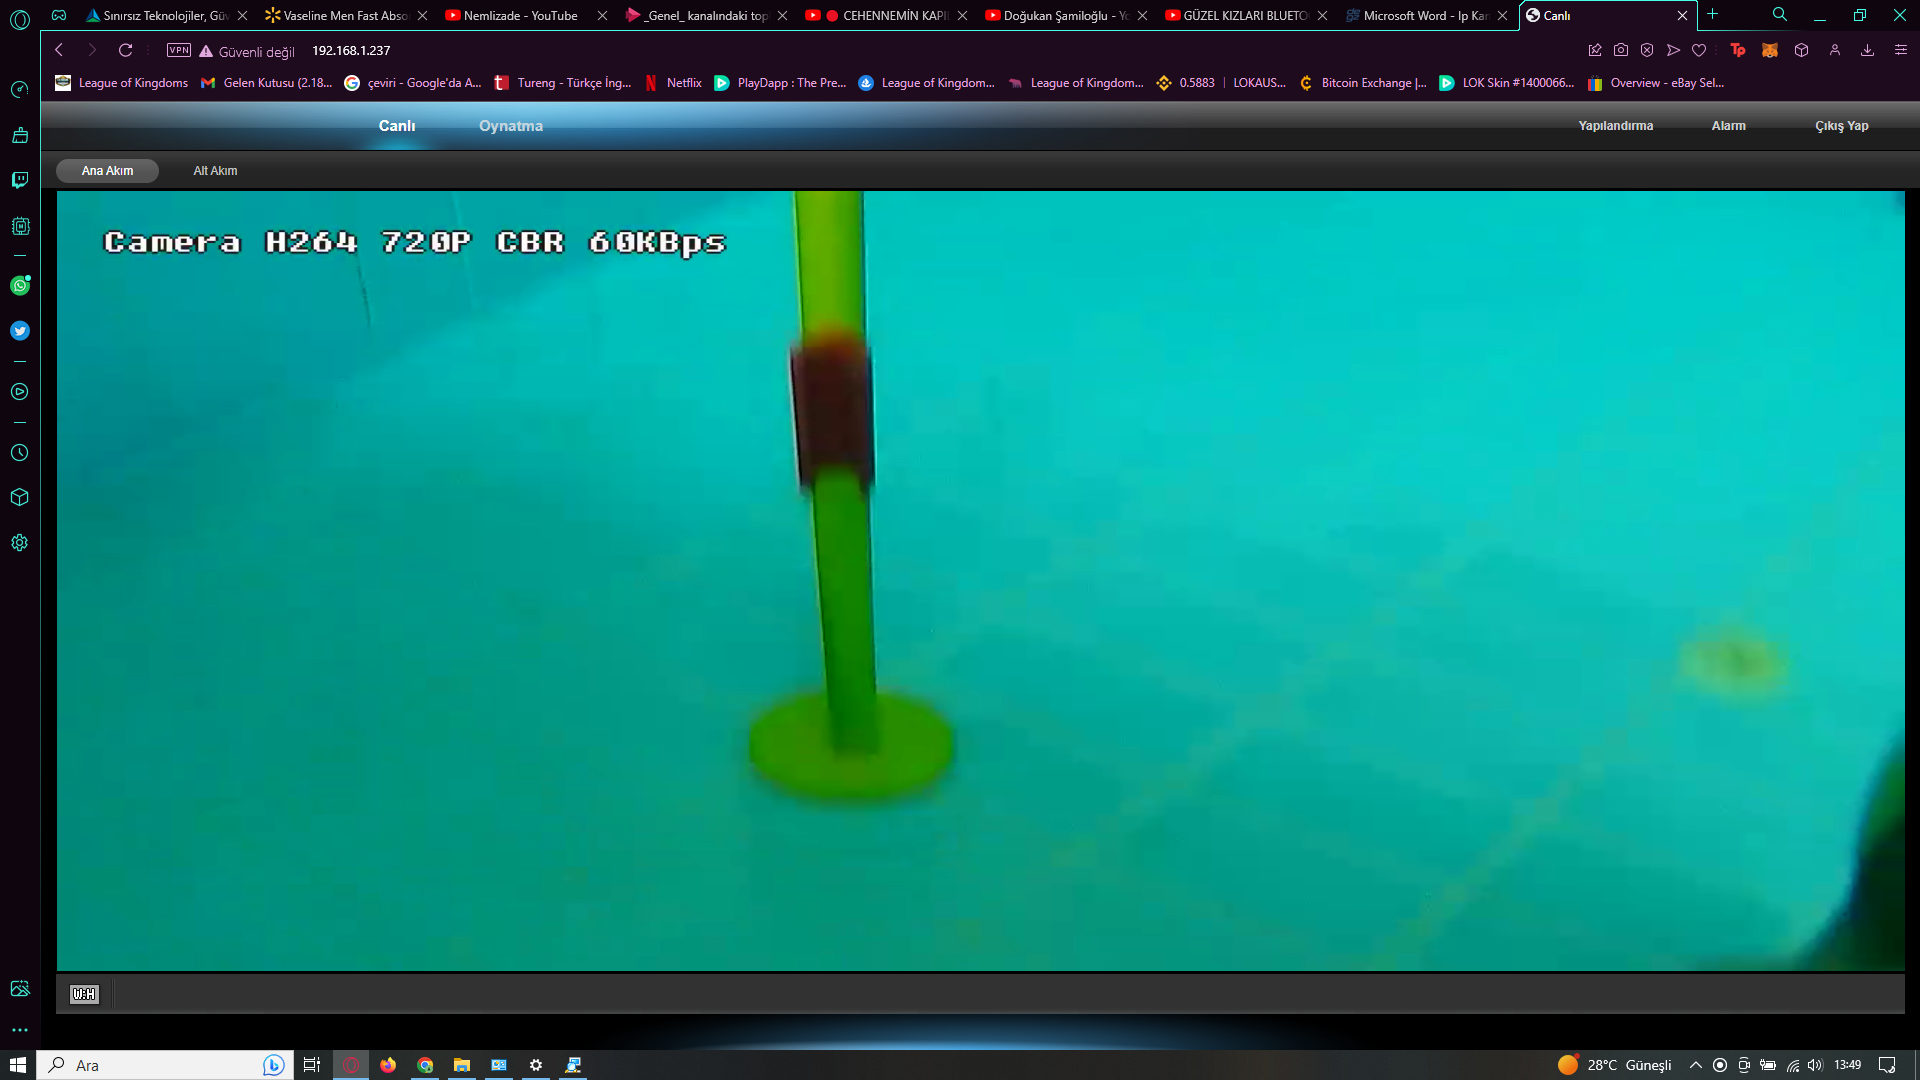 Sınırsız Teknolojiler, Güv
Vaseline Men Fast Abso
Nemlizade - YouTube
_Genel_ kanalındaki top
CEHENNEMİN KAPI
Doğukan Şamiloğlu - Yo
GÜZEL KIZLARI BLUETO
Microsoft Word - Ip Kam
Canlı
VPN
Güvenli değil
192.168.1.237
League of Kingdoms
Gelen Kutusu (2.18...
çeviri - Google'da A...
Tureng - Türkçe İng...
Netflix
PlayDapp : The Pre...
League of Kingdom...
League of Kingdom...
0.5883 | LOKAUS...
Bitcoin Exchange |...
LOK Skin #1400066...
Overview - eBay Sel...
Canlı
Oynatma
Yapılandırma
Alarm
Çıkış Yap
Ana Akım
Alt Akım
Camera H264 720P CBR 60KBps
W:H
Ara
28°C Güneşli
13:49